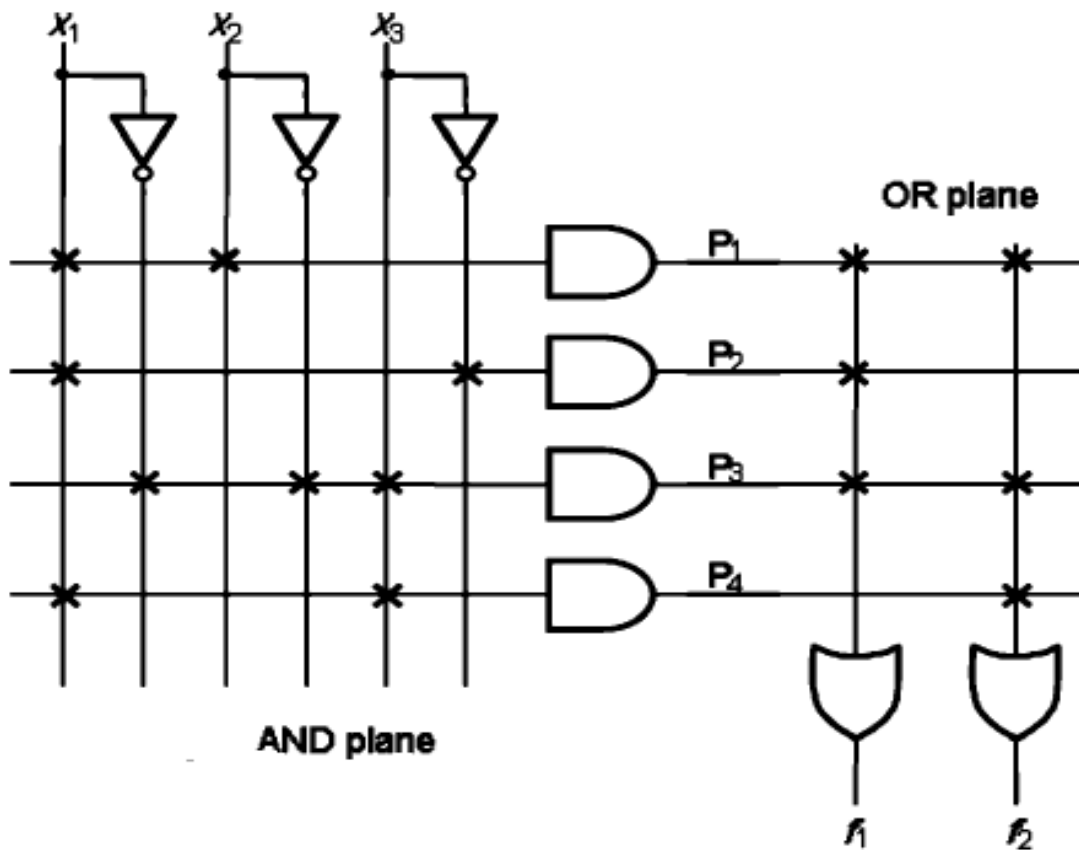 x₁ x₂ x₃
OR plane
P₁
P₂
P₃
P₄
AND plane
f₁ f₂